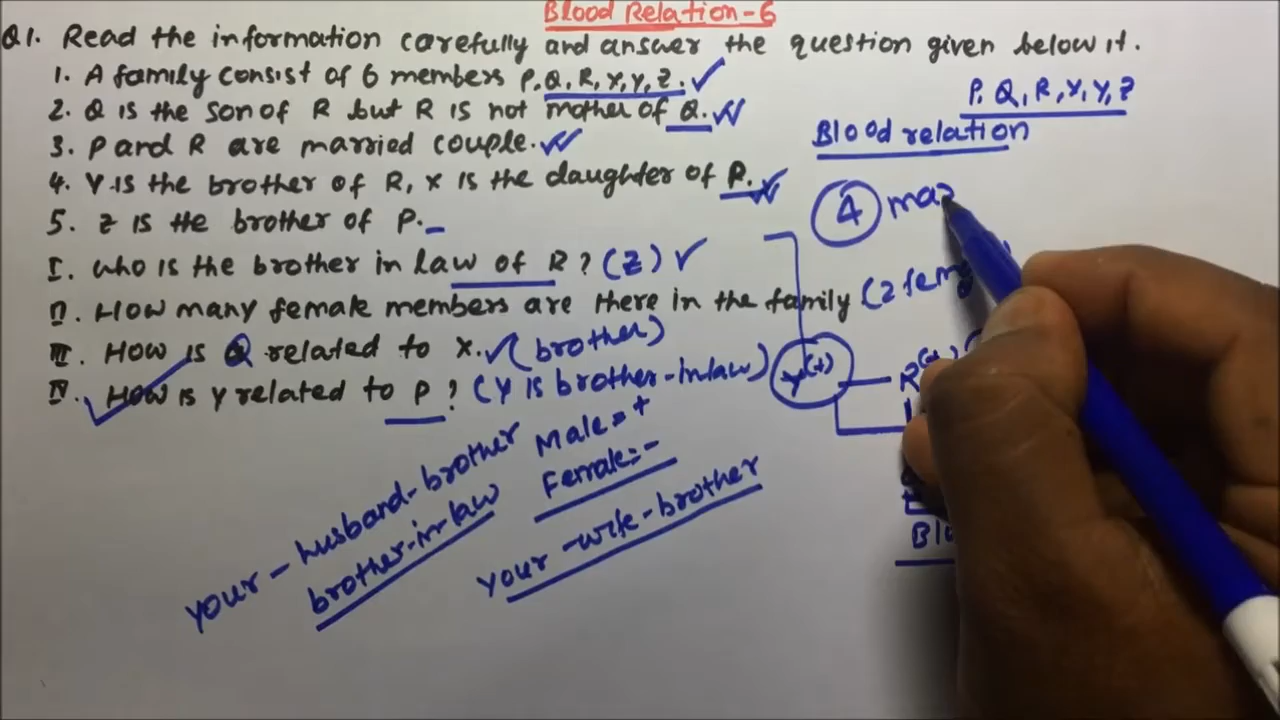 Blood Relation-6
Q1. Read the information carefully and answer the question given below it.
1. A family consist of 6 members P,Q,R,X,Y,Z.
P, Q, R, X, Y, Z
2. Q is the son of R but R is not mother of Q.
Blood relation
3. P and R are married couple.
4. Y is the brother of R, X is the daughter of P.
4
5. Z is the brother of P.
I. who is the brother in law of R? (Z)
II. How many female members are there in the family (2
III. How is Q related to X. (brother)
Y(+) R(+)
IV. How is Y related to P? (Y is brother-in law)
Male = +
Female = -
your - husband-brother
brother-in-law
your - wife - brother